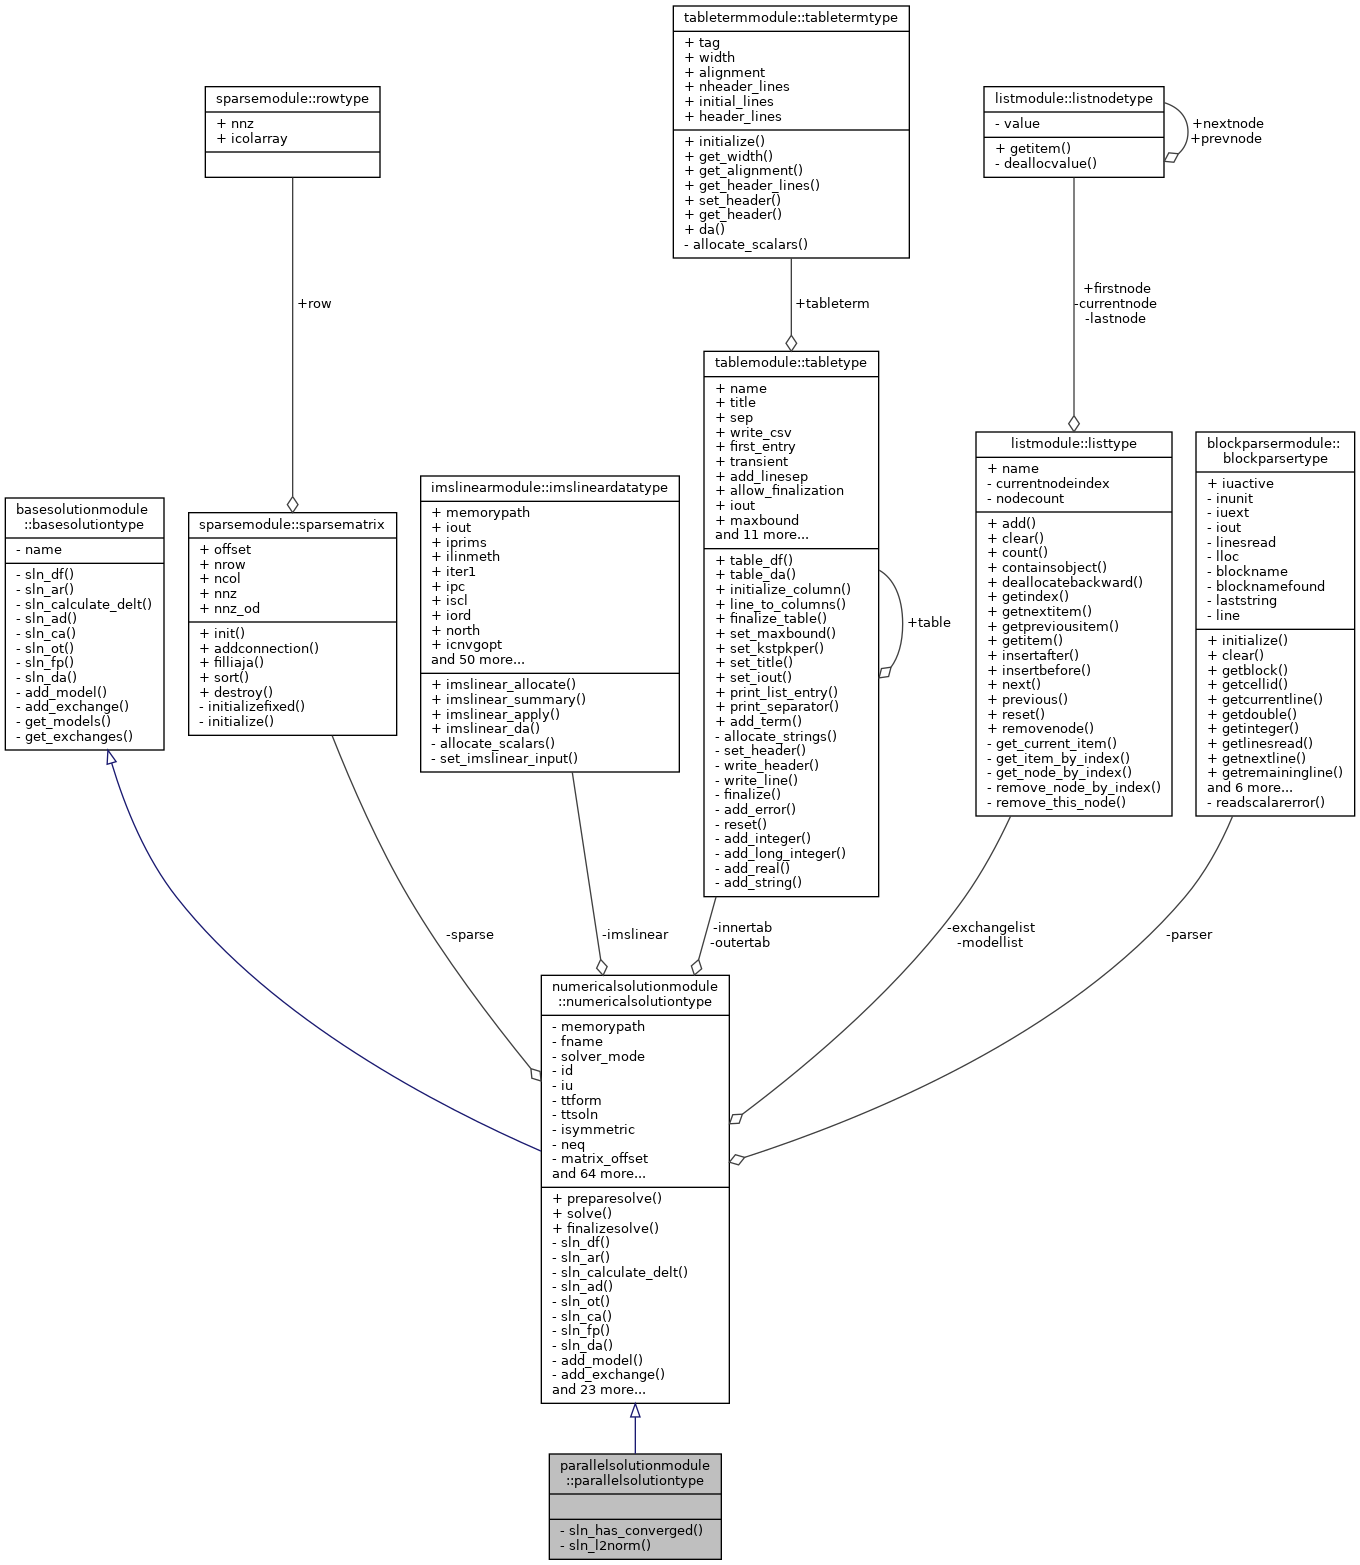 tabletermmodule::tabletermtype
+ tag
+ width
+ alignment
+ nheader_lines
+ initial_lines
+ header_lines
+ initialize()
+ get_width()
+ get_alignment()
+ get_header_lines()
+ set_header()
+ get_header()
+ da()
- allocate_scalars()
sparsemodule::rowtype
+ nnz
+ icolarray
listmodule::listnodetype
- value
+ getitem()
- deallocvalue()
+nextnode
+prevnode
+row
+tableterm
+firstnode
-currentnode
-lastnode
basesolutionmodule
::basesolutiontype
- name
- sln_df()
- sln_ar()
- sln_calculate_delt()
- sln_ad()
- sln_ca()
- sln_ot()
- sln_fp()
- sln_da()
- add_model()
- add_exchange()
- get_models()
- get_exchanges()
sparsemodule::sparsematrix
+ offset
+ nrow
+ ncol
+ nnz
+ nnz_od
+ init()
+ addconnection()
+ filliaja()
+ sort()
+ destroy()
- initializefixed()
- initialize()
imslinearmodule::imslineardatatype
+ memorypath
+ iout
+ iprims
+ ilinmeth
+ iter1
+ ipc
+ iscl
+ iord
+ north
+ icnvgopt
and 50 more...
+ imslinear_allocate()
+ imslinear_summary()
+ imslinear_apply()
+ imslinear_da()
- allocate_scalars()
- set_imslinear_input()
tablemodule::tabletype
+ name
+ title
+ sep
+ write_csv
+ first_entry
+ transient
+ add_linesep
+ allow_finalization
+ iout
+ maxbound
and 11 more...
+ table_df()
+ table_da()
+ initialize_column()
+ line_to_columns()
+ finalize_table()
+ set_maxbound()
+ set_kstpkper()
+ set_title()
+ set_iout()
+ print_list_entry()
+ print_separator()
+ add_term()
- allocate_strings()
- set_header()
- write_header()
- write_line()
- finalize()
- add_error()
- reset()
- add_integer()
- add_long_integer()
- add_real()
- add_string()
+table
listmodule::listtype
+ name
- currentnodeindex
- nodecount
+ add()
+ clear()
+ count()
+ containsobject()
+ deallocatebackward()
+ getindex()
+ getnextitem()
+ getpreviousitem()
+ getitem()
+ insertafter()
+ insertbefore()
+ next()
+ previous()
+ reset()
+ removenode()
- get_current_item()
- get_item_by_index()
- get_node_by_index()
- remove_node_by_index()
- remove_this_node()
blockparsermodule::
blockparsertype
+ iuactive
- inunit
- iuext
- iout
- linesread
- lloc
- blockname
- blocknamefound
- laststring
- line
+ initialize()
+ clear()
+ getblock()
+ getcellid()
+ getcurrentline()
+ getdouble()
+ getinteger()
+ getlinesread()
+ getnextline()
+ getremainingline()
and 6 more...
- readscalarerror()
-sparse
-imslinear
-innertab
-outertab
-exchangelist
-modellist
-parser
numericalsolutionmodule
::numericalsolutiontype
- memorypath
- fname
- solver_mode
- id
- iu
- ttform
- ttsoln
- isymmetric
- neq
- matrix_offset
and 64 more...
+ preparesolve()
+ solve()
+ finalizesolve()
- sln_df()
- sln_ar()
- sln_calculate_delt()
- sln_ad()
- sln_ot()
- sln_ca()
- sln_fp()
- sln_da()
- add_model()
- add_exchange()
and 23 more...
parallelsolutionmodule
::parallelsolutiontype
- sln_has_converged()
- sln_l2norm()